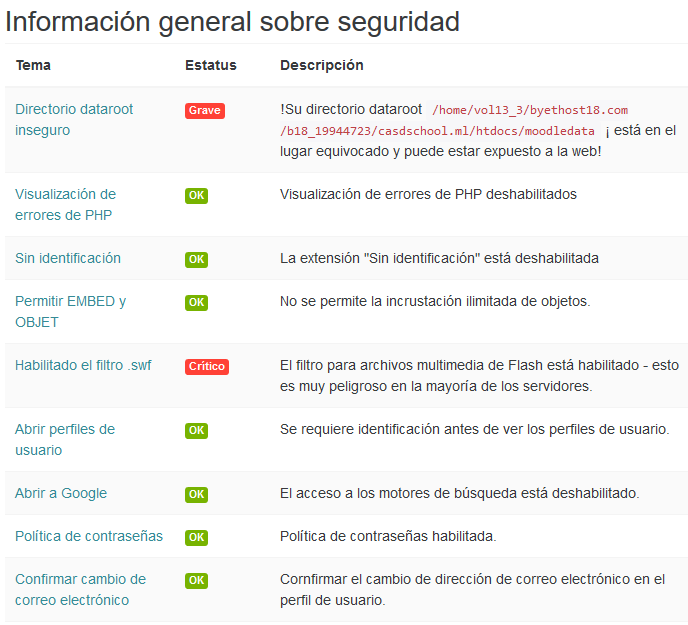 Información general sobre seguridad
Tema Estatus Descripción
Directorio dataroot inseguro Grave !Su directorio dataroot /home/vol13_3/byethost18.com
/b18_19944723/casdschool.ml/htdocs/moodledata ¡ está en el
lugar equivocado y puede estar expuesto a la web!
Visualización de errores de PHP OK Visualización de errores de PHP deshabilitados
Sin identificación OK La extensión "Sin identificación" está deshabilitada
Permitir EMBED y OBJET OK No se permite la incrustación ilimitada de objetos.
Habilitado el filtro .swf Crítico El filtro para archivos multimedia de Flash está habilitado - esto
es muy peligroso en la mayoría de los servidores.
Abrir perfiles de usuario OK Se requiere identificación antes de ver los perfiles de usuario.
Abrir a Google OK El acceso a los motores de búsqueda está deshabilitado.
Política de contraseñas OK Política de contraseñas habilitada.
Confirmar cambio de correo electrónico OK Cornfirmar el cambio de dirección de correo electrónico en el
perfil de usuario.